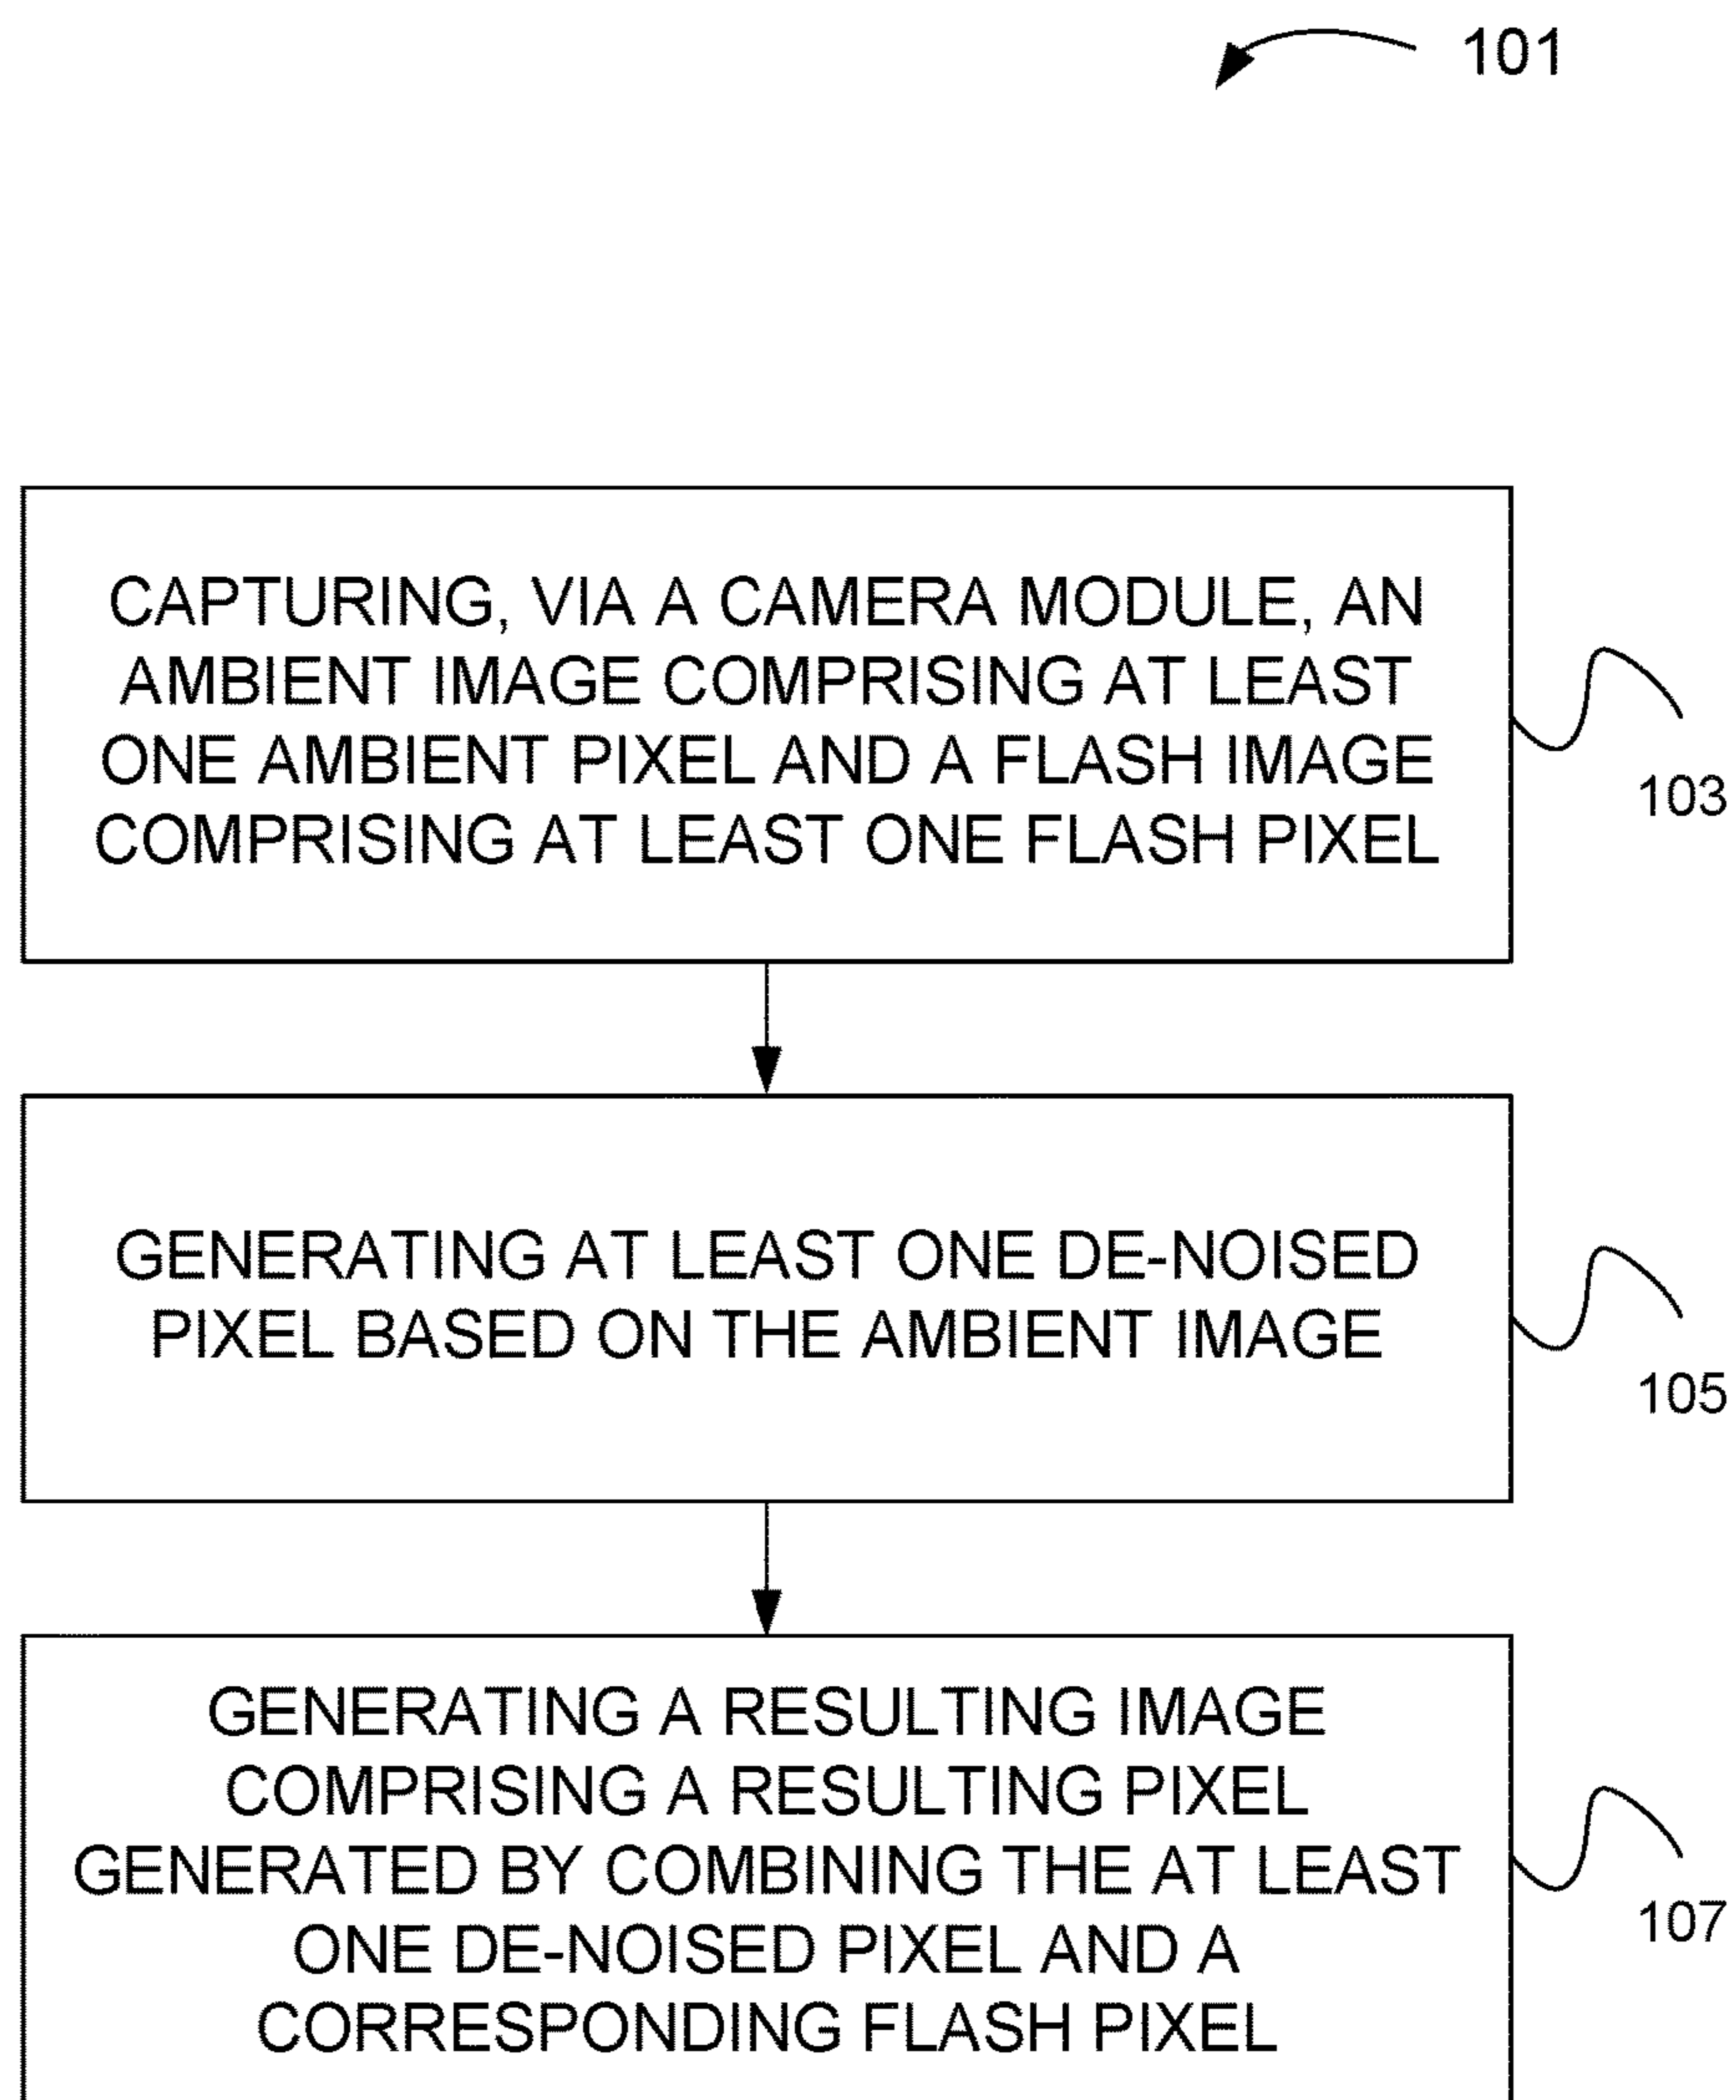 101
CAPTURING, VIA A CAMERA MODULE, AN
AMBIENT IMAGE COMPRISING AT LEAST
ONE AMBIENT PIXEL AND A FLASH IMAGE
COMPRISING AT LEAST ONE FLASH PIXEL
103
GENERATING AT LEAST ONE DE-NOISED
PIXEL BASED ON THE AMBIENT IMAGE
105
GENERATING A RESULTING IMAGE
COMPRISING A RESULTING PIXEL
GENERATED BY COMBINING THE AT LEAST
ONE DE-NOISED PIXEL AND A
CORRESPONDING FLASH PIXEL
107